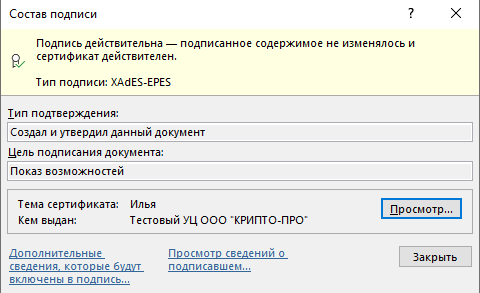 Состав подписи
Подпись действительна — подписанное содержимое не изменялось и
сертификат действителен.
Тип подписи: XAdES-EPES
Тип подтверждения:
Создал и утвердил данный документ
Цель подписания документа:
Показ возможностей
Тема сертификата: Илья
Кем выдан: Тестовый УЦ ООО "КРИПТО-ПРО"
Просмотр...
Дополнительные
сведения, которые будут
включены в подпись...
Просмотр сведений о
подписавшем...
Закрыть